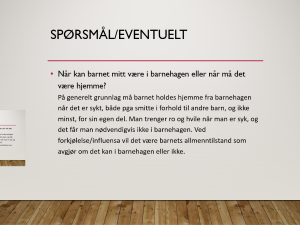 SPØRSMÅL/EVENTUELT
• Når kan barnet mitt være i barnehagen eller når må det
være hjemme?
På generelt grunnlag må barnet holdes hjemme fra barnehagen
når det er sykt, både pga smitte i forhold til andre barn, og ikke
minst, for sin egen del. Man trenger ro og hvile når man er syk, og
det får man nødvendigvis ikke i barnehagen. Ved
forkjølelse/influensa vil det være barnets allmenntilstand som
avgjør om det kan i barnehagen eller ikke.